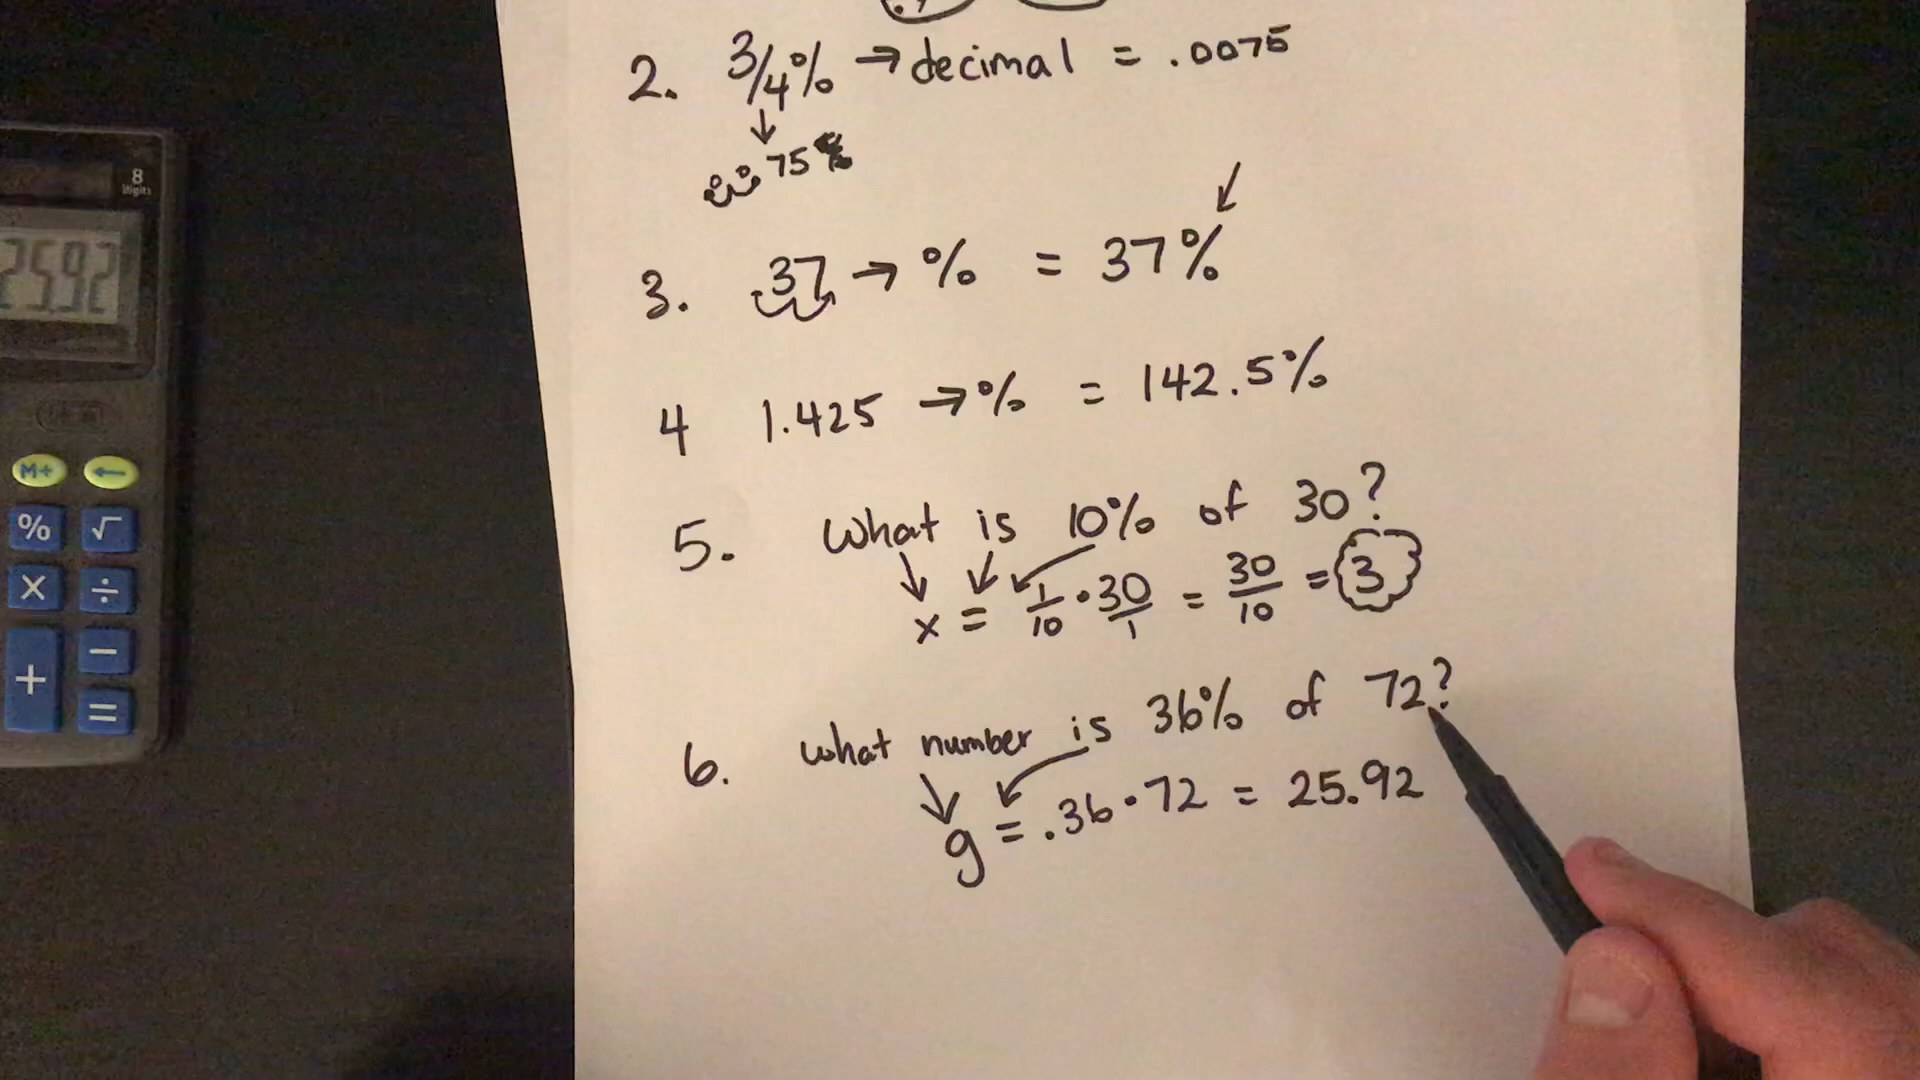 2. 3/4% → decimal = .0075
↓
.0075
3. .37 → % = 37%
4 1.425 → % = 142.5%
5. What is 10% of 30?
x = 1/10 · 30/1 = 30/10 = 3
6. What number is 36% of 72?
g = .36 · 72 = 25.92
8
Digits
25.92
M+ ←
% √
X ÷
+ −
=